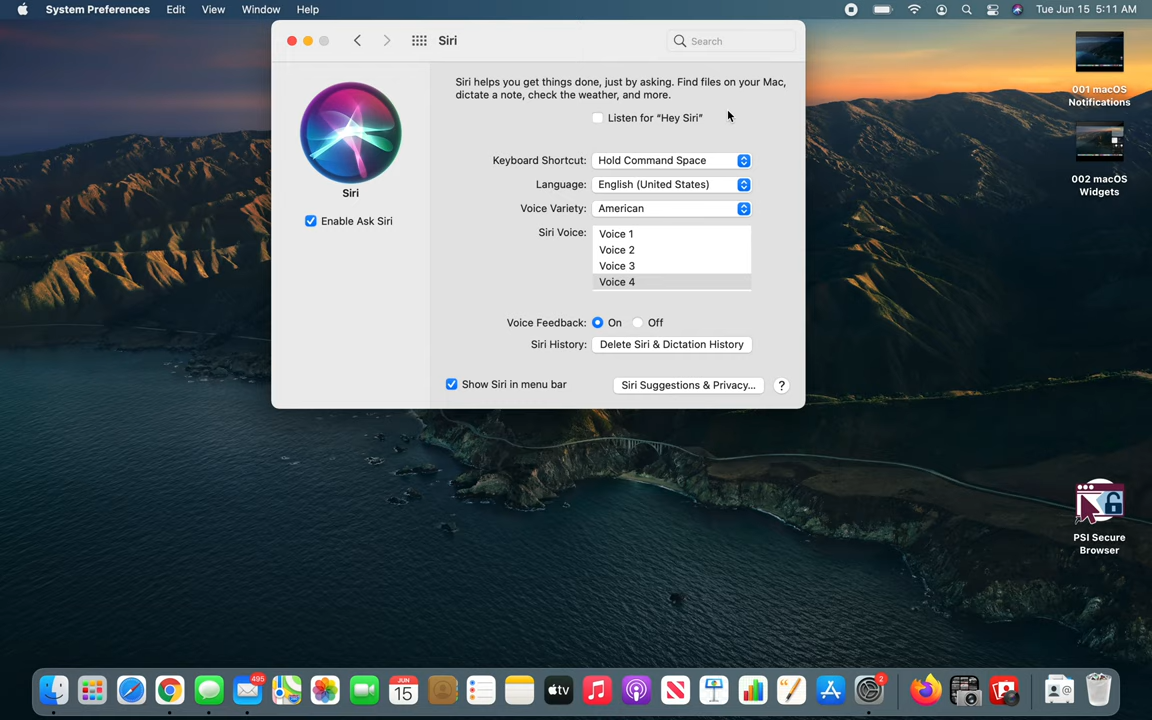 System Preferences Edit View Window Help Tue Jun 15 5:11 AM
Siri Search
Siri helps you get things done, just by asking. Find files on your Mac,
dictate a note, check the weather, and more.
Listen for “Hey Siri”
Siri
Enable Ask Siri
Keyboard Shortcut: Hold Command Space
Language: English (United States)
Voice Variety: American
Siri Voice: Voice 1
Voice 2
Voice 3
Voice 4
Voice Feedback: On Off
Siri History: Delete Siri & Dictation History
Show Siri in menu bar Siri Suggestions & Privacy... ?
001 macOS
Notifications
002 macOS
Widgets
PSI Secure
Browser
495
JUN
15
tv
2